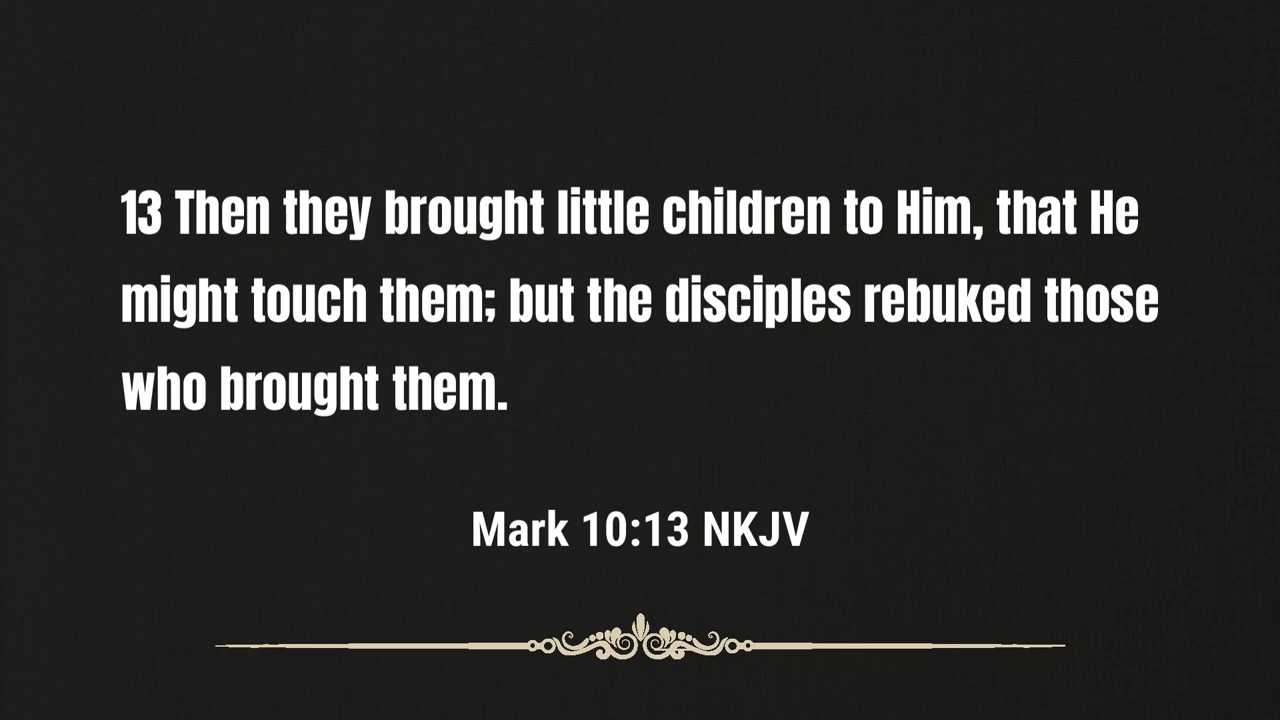 13 Then they brought little children to Him, that He
might touch them; but the disciples rebuked those
who brought them.
Mark 10:13 NKJV